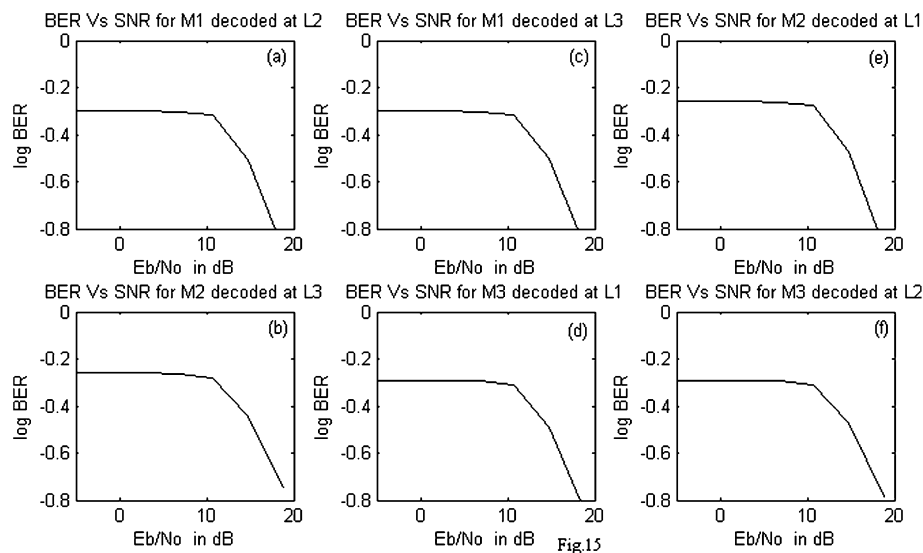 BER Vs SNR for M1 decoded at L2
(a)
0
-0.2
-0.4
-0.6
-0.8
log BER
0 10 20
Eb/No in dB
BER Vs SNR for M1 decoded at L3
(c)
0
-0.2
-0.4
-0.6
-0.8
log BER
0 10 20
Eb/No in dB
BER Vs SNR for M2 decoded at L1
(e)
0
-0.2
-0.4
-0.6
-0.8
log BER
0 10 20
Eb/No in dB
BER Vs SNR for M2 decoded at L3
(b)
0
-0.2
-0.4
-0.6
-0.8
log BER
0 10 20
Eb/No in dB
BER Vs SNR for M3 decoded at L1
(d)
0
-0.2
-0.4
-0.6
-0.8
log BER
0 10 20
Eb/No in dB
BER Vs SNR for M3 decoded at L2
(f)
0
-0.2
-0.4
-0.6
-0.8
log BER
0 10 20
Eb/No in dB
Fig.15